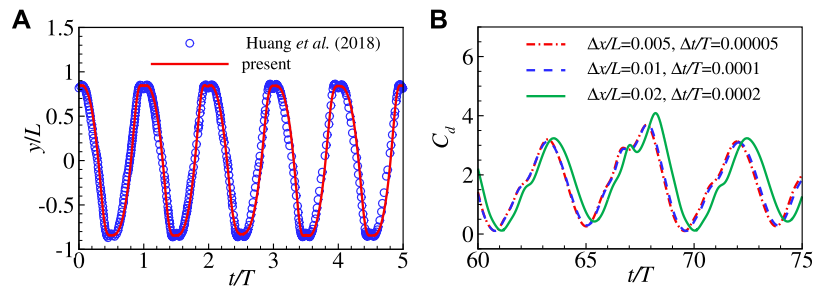 A
B
Huang et al. (2018)
present
y/L
1.5
1
0.5
0
-0.5
-1
0 1 2 3 4 5
t/T
Δx/L=0.005, Δt/T=0.00005
Δx/L=0.01, Δt/T=0.0001
Δx/L=0.02, Δt/T=0.0002
C_d
6
4
2
0
60 65 70 75
t/T